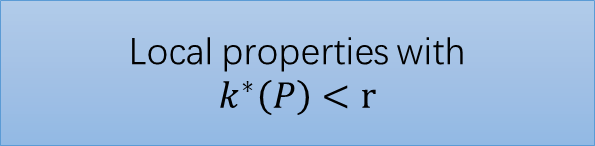 Local properties with
k*(P) < r